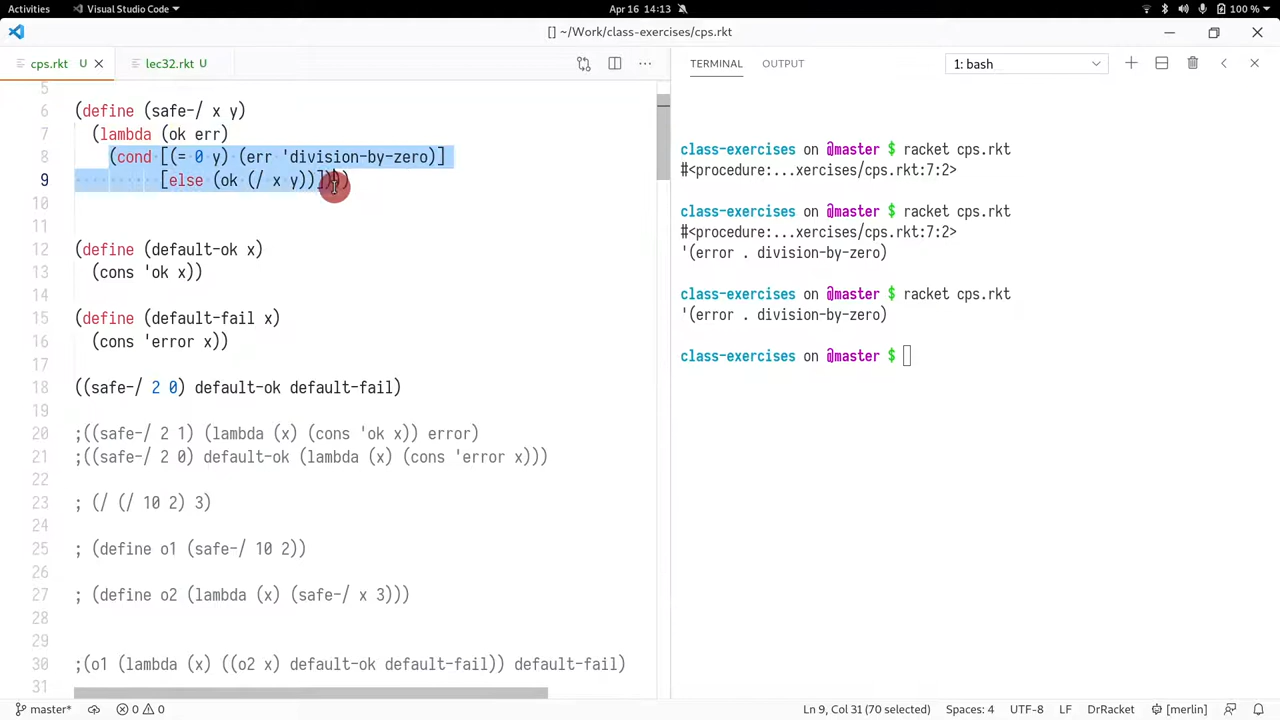 Activities Visual Studio Code Apr 16 14:13 100 %
[] ~/Work/class-exercises/cps.rkt
cps.rkt U lec32.rkt U
TERMINAL OUTPUT 1: bash
5
6 (define (safe-/ x y)
7 (lambda (ok err)
8 (cond [(= 0 y) (err 'division-by-zero)]
9 [else (ok (/ x y))])))
10
11
12 (define (default-ok x)
13 (cons 'ok x))
14
15 (define (default-fail x)
16 (cons 'error x))
17
18 ((safe-/ 2 0) default-ok default-fail)
19
20 ;((safe-/ 2 1) (lambda (x) (cons 'ok x)) error)
21 ;((safe-/ 2 0) default-ok (lambda (x) (cons 'error x)))
22
23 ; (/ (/ 10 2) 3)
24
25 ; (define o1 (safe-/ 10 2))
26
27 ; (define o2 (lambda (x) (safe-/ x 3)))
28
29
30 ;(o1 (lambda (x) ((o2 x) default-ok default-fail)) default-fail)
31
class-exercises on @master $ racket cps.rkt
#<procedure:...xercises/cps.rkt:7:2>
class-exercises on @master $ racket cps.rkt
#<procedure:...xercises/cps.rkt:7:2>
'(error . division-by-zero)
class-exercises on @master $ racket cps.rkt
'(error . division-by-zero)
class-exercises on @master $
master* 0 0 Ln 9, Col 31 (70 selected) Spaces: 4 UTF-8 LF DrRacket [merlin]